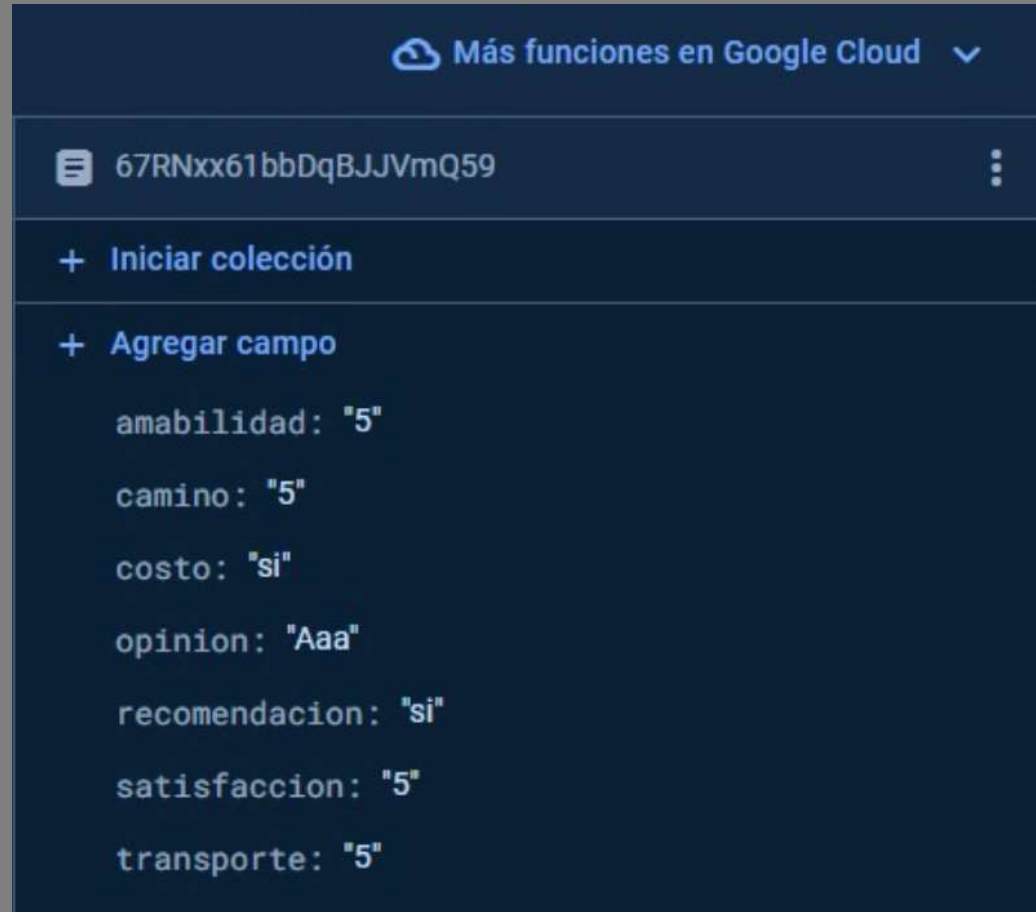 Más funciones en Google Cloud
67RNxx61bbDqBJJVmQ59
+ Iniciar colección
+ Agregar campo
amabilidad: "5"
camino: "5"
costo: "si"
opinion: "Aaa"
recomendacion: "si"
satisfaccion: "5"
transporte: "5"